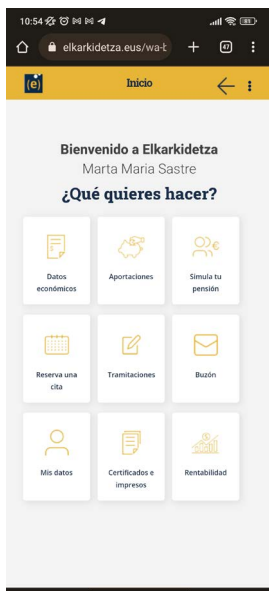 10:54
elkarkidetza.eus/wa-b
47
(e) Inicio
Bienvenido a Elkarkidetza
Marta Maria Sastre
¿Qué quieres hacer?
Datos económicos
Aportaciones
Simula tu pensión
Reserva una cita
Tramitaciones
Buzón
Mis datos
Certificados e impresos
Rentabilidad